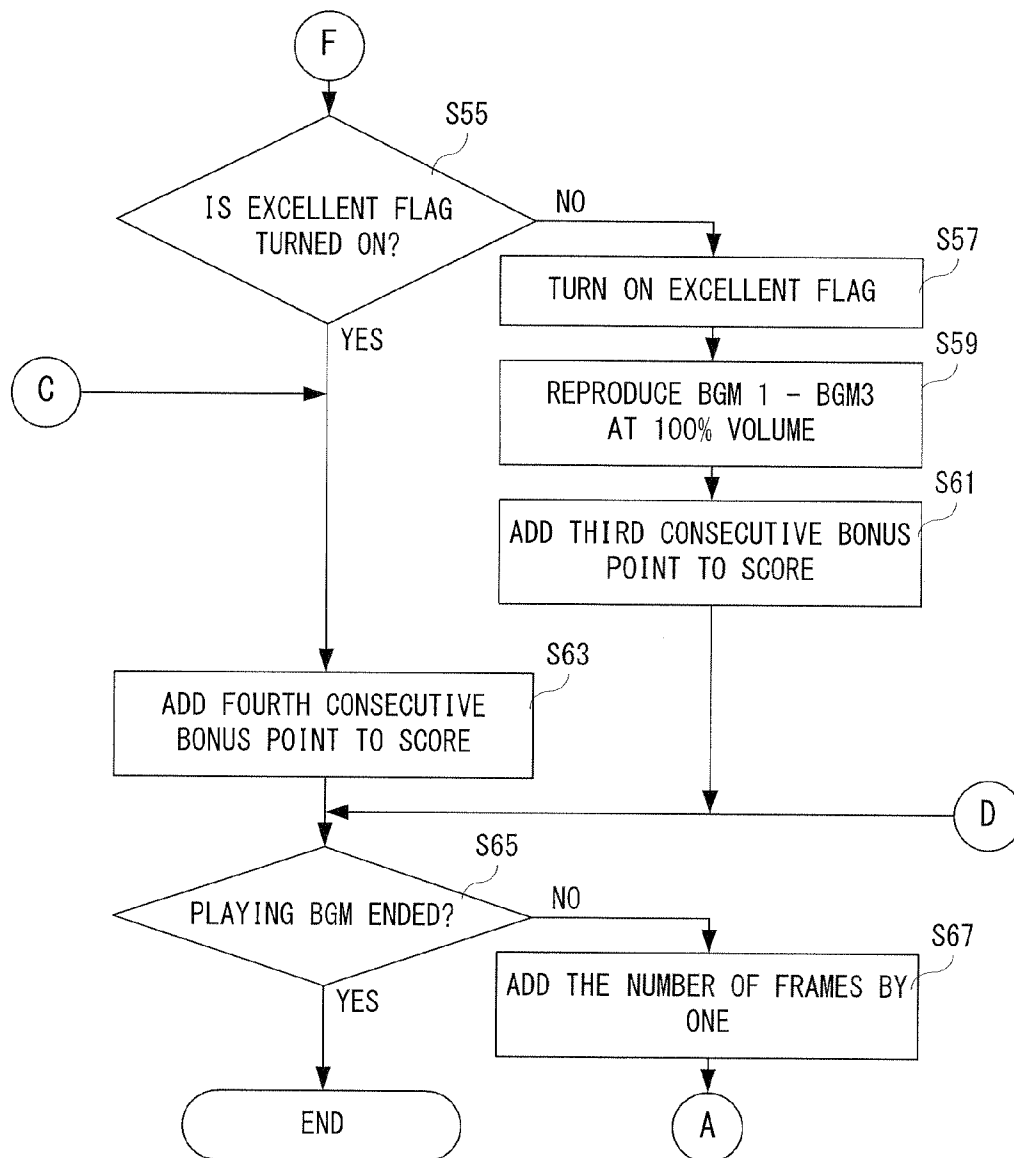 F
S55
IS EXCELLENT FLAG
TURNED ON?
NO
YES
S57
TURN ON EXCELLENT FLAG
S59
REPRODUCE BGM 1 - BGM3
AT 100% VOLUME
C
S61
ADD THIRD CONSECUTIVE BONUS
POINT TO SCORE
S63
ADD FOURTH CONSECUTIVE
BONUS POINT TO SCORE
D
S65
PLAYING BGM ENDED?
NO
YES
S67
ADD THE NUMBER OF FRAMES BY
ONE
END
A